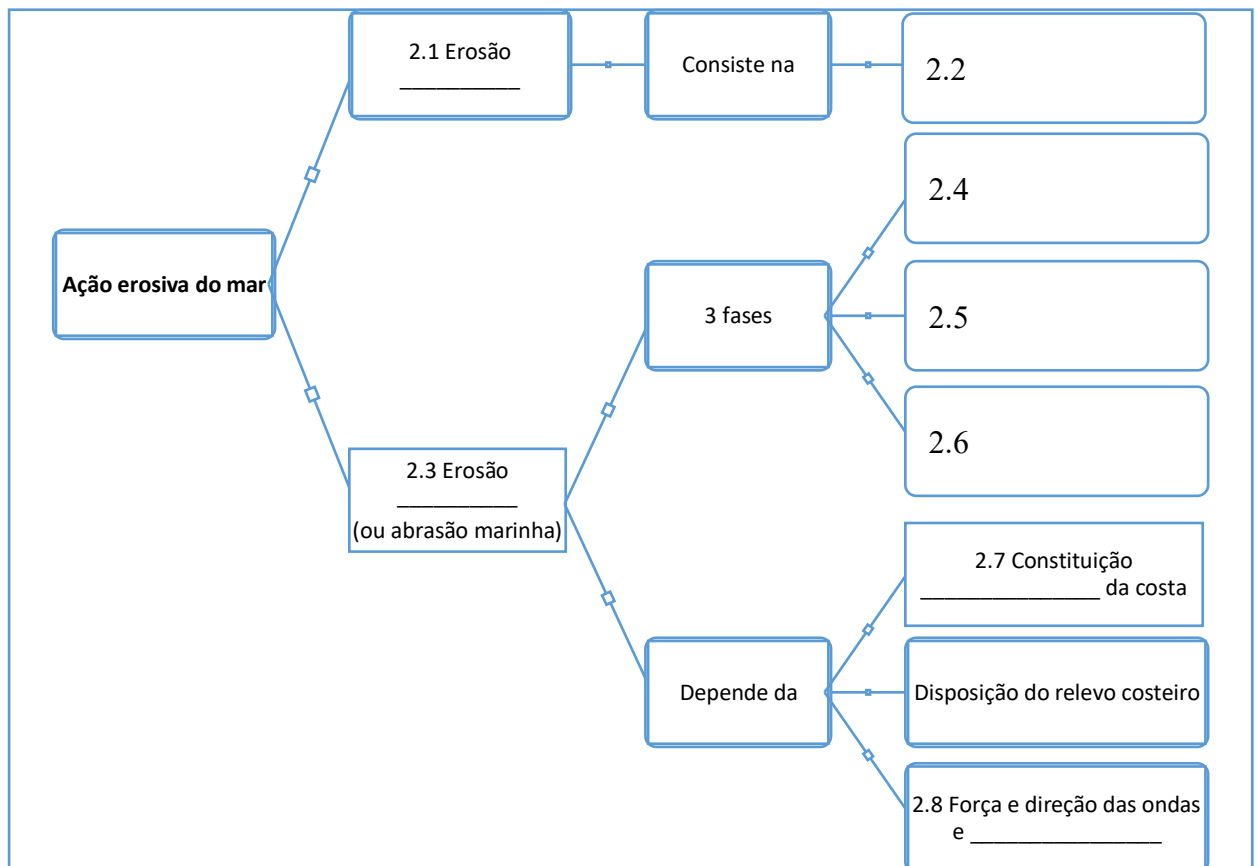 2.1 Erosão
__________
Consiste na
2.2
2.4
Ação erosiva do mar
3 fases
2.5
2.6
2.3 Erosão
__________
(ou abrasão marinha)
2.7 Constituição
_______________ da costa
Depende da
Disposição do relevo costeiro
2.8 Força e direção das ondas
e ________________